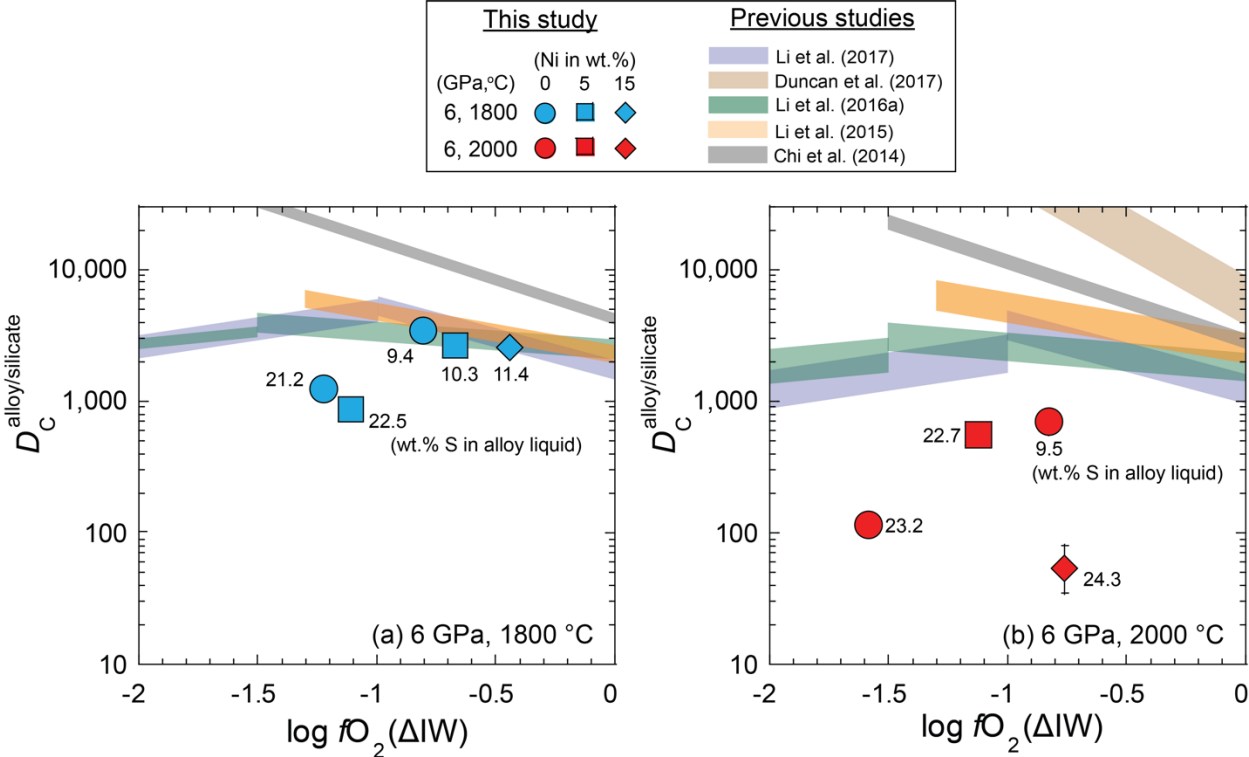 This study
Previous studies
(Ni in wt.%)
(GPa,°C) 0 5 15
6, 1800
6, 2000
Li et al. (2017)
Duncan et al. (2017)
Li et al. (2016a)
Li et al. (2015)
Chi et al. (2014)
D_C^alloy/silicate
10,000
1,000
100
10
9.4
10.3
11.4
21.2
22.5
(wt.% S in alloy liquid)
(a) 6 GPa, 1800 °C
-2 -1.5 -1 -0.5 0
log fO2 (ΔIW)
D_C^alloy/silicate
10,000
1,000
100
10
22.7
9.5
(wt.% S in alloy liquid)
23.2
24.3
(b) 6 GPa, 2000 °C
-2 -1.5 -1 -0.5 0
log fO2 (ΔIW)